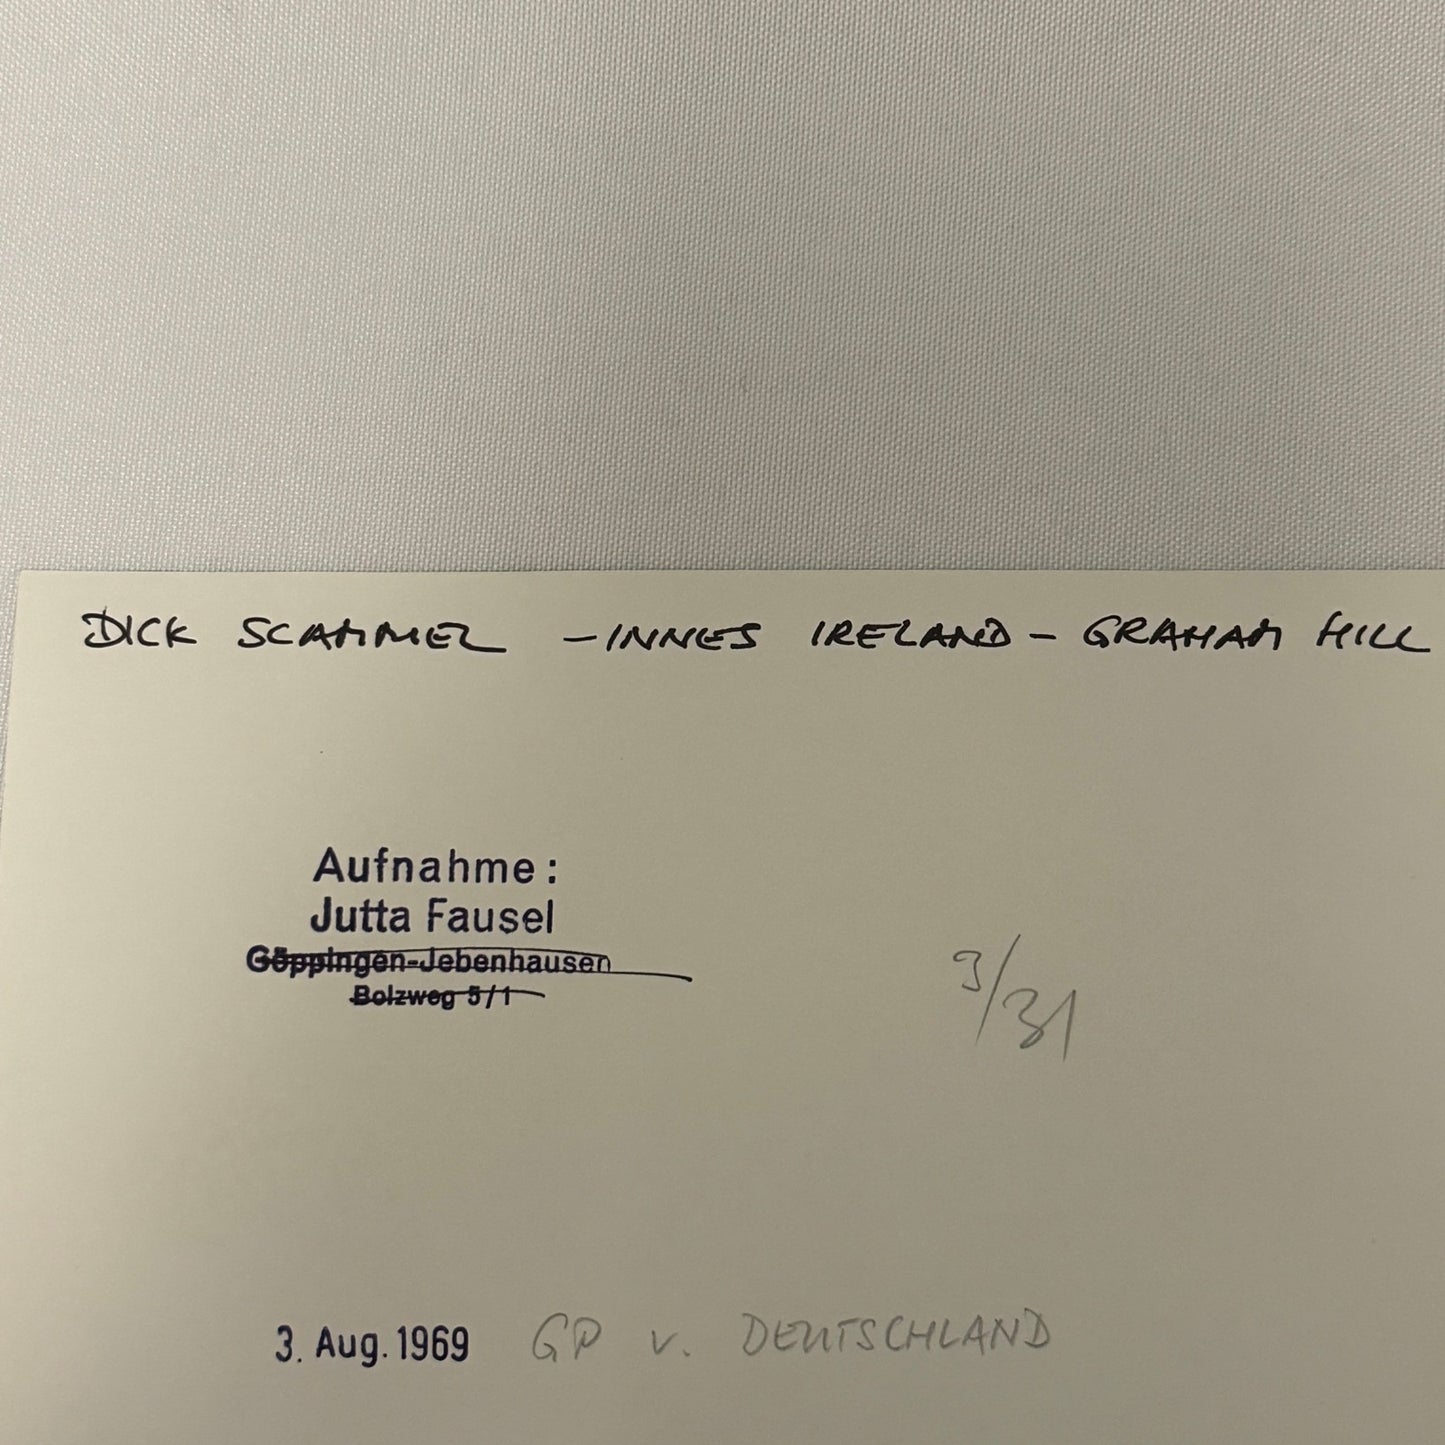 DICK SCAMMEL – INNES IRELAND – GRAHAM HILL
Aufnahme:
Jutta Fausel
Göppingen-Jebenhausen
Bolzweg 5/1
3/31
3. Aug. 1969 GP v. DEUTSCHLAND